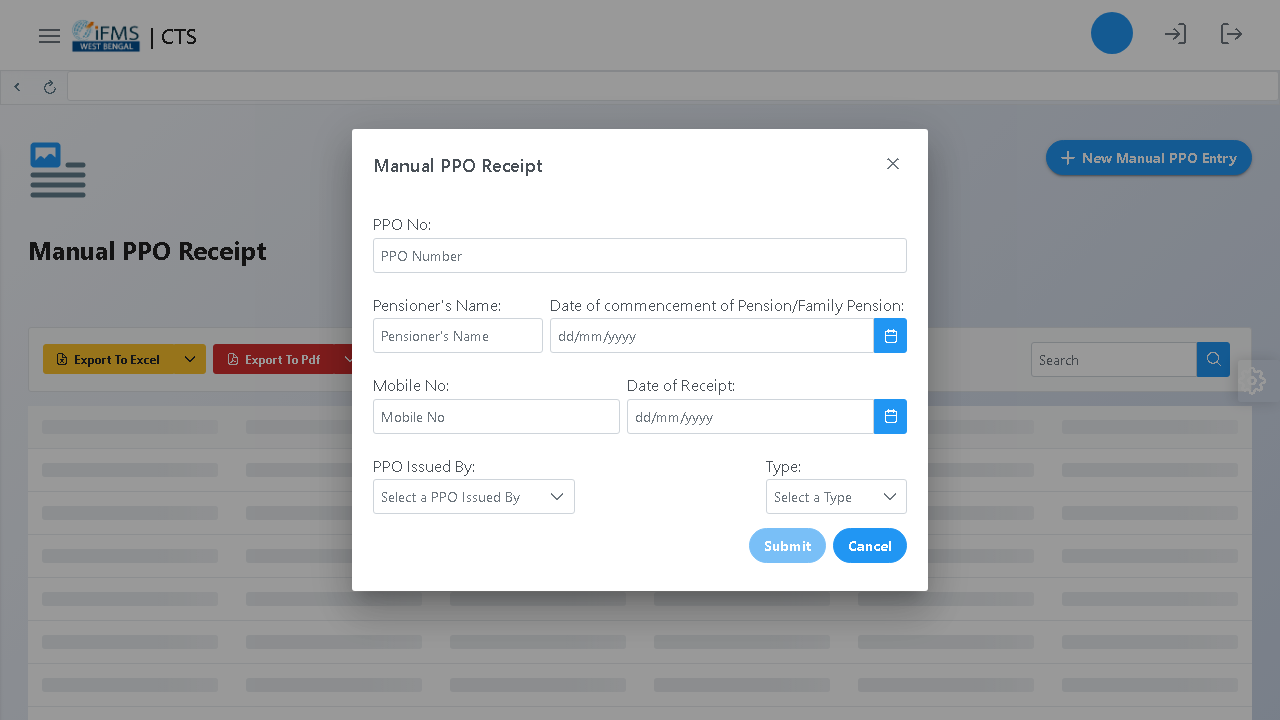 iFMS
WEST BENGAL
| CTS
New Manual PPO Entry
Manual PPO Receipt
Export To Excel
Export To Pdf
Search
Manual PPO Receipt
PPO No:
PPO Number
Pensioner's Name:
Date of commencement of Pension/Family Pension:
Pensioner's Name
dd/mm/yyyy
Mobile No:
Date of Receipt:
Mobile No
dd/mm/yyyy
PPO Issued By:
Type:
Select a PPO Issued By
Select a Type
Submit
Cancel